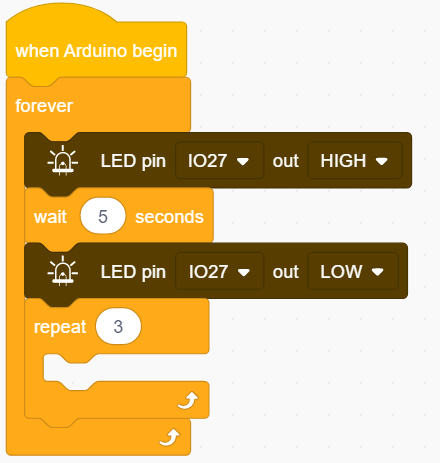 when Arduino begin
forever
LED pin IO27 out HIGH
wait 5 seconds
LED pin IO27 out LOW
repeat 3